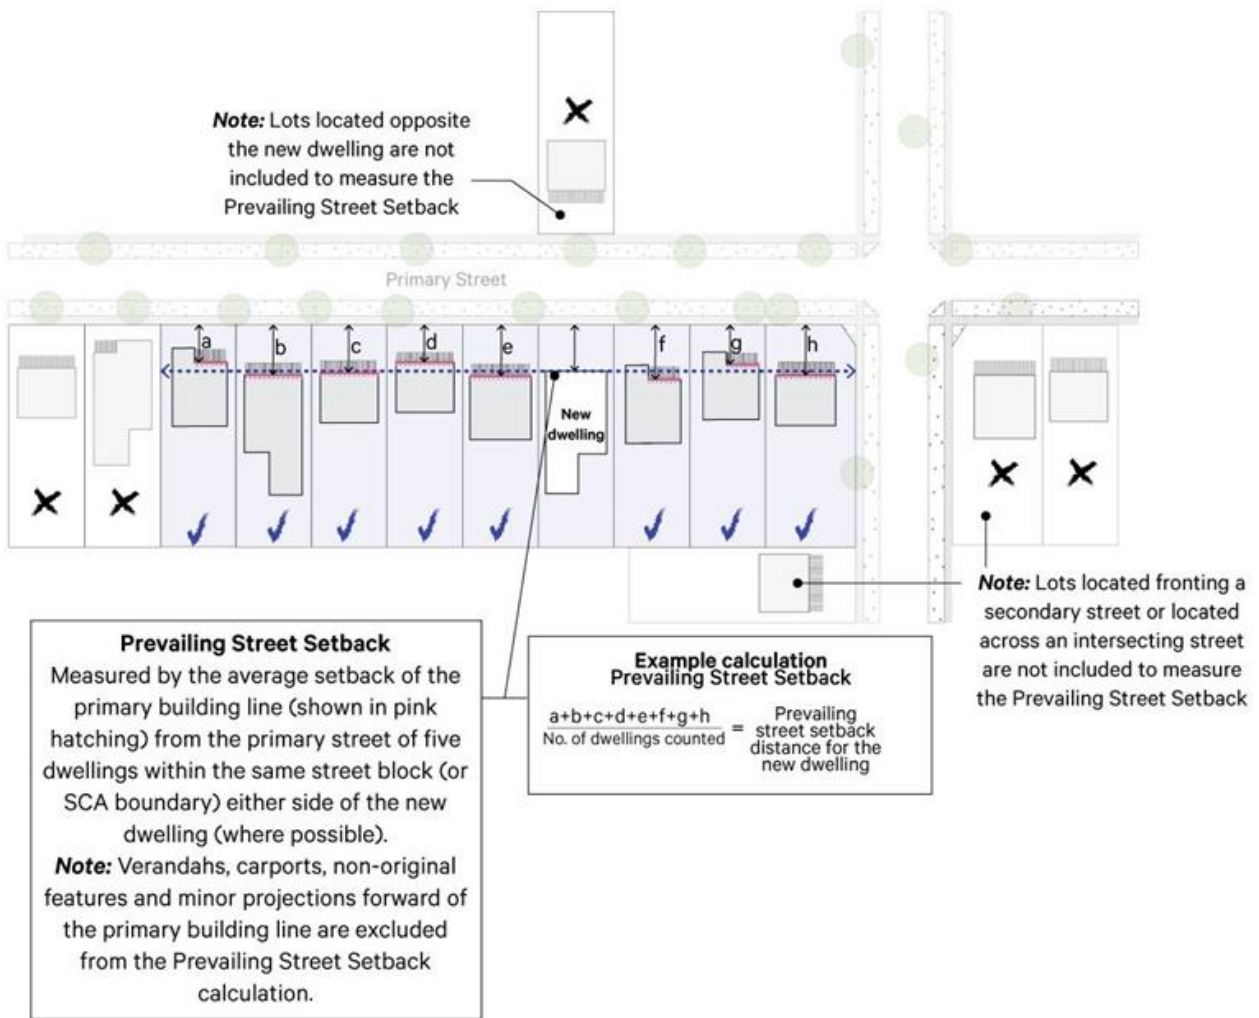 Note: Lots located opposite
the new dwelling are not
included to measure the
Prevailing Street Setback
Primary Street
a
b
c
d
e
f
g
h
New
dwelling
Note: Lots located fronting a
secondary street or located
across an intersecting street
are not included to measure
the Prevailing Street Setback
Prevailing Street Setback
Measured by the average setback of the
primary building line (shown in pink
hatching) from the primary street of five
dwellings within the same street block (or
SCA boundary) either side of the new
dwelling (where possible).
Note: Verandahs, carports, non-original
features and minor projections forward of
the primary building line are excluded
from the Prevailing Street Setback
calculation.
Example calculation
Prevailing Street Setback
a+b+c+d+e+f+g+h
No. of dwellings counted
=
Prevailing
street setback
distance for the
new dwelling